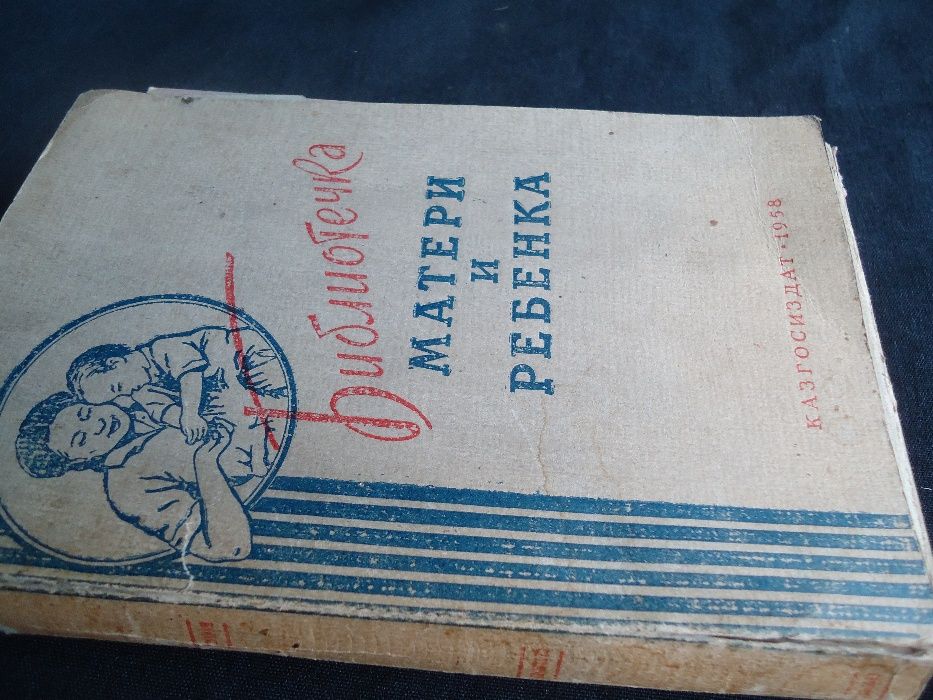 Библиотечка
МАТЕРИ
И
РЕБЕНКА
КАЗГОСИЗДАТ·1958